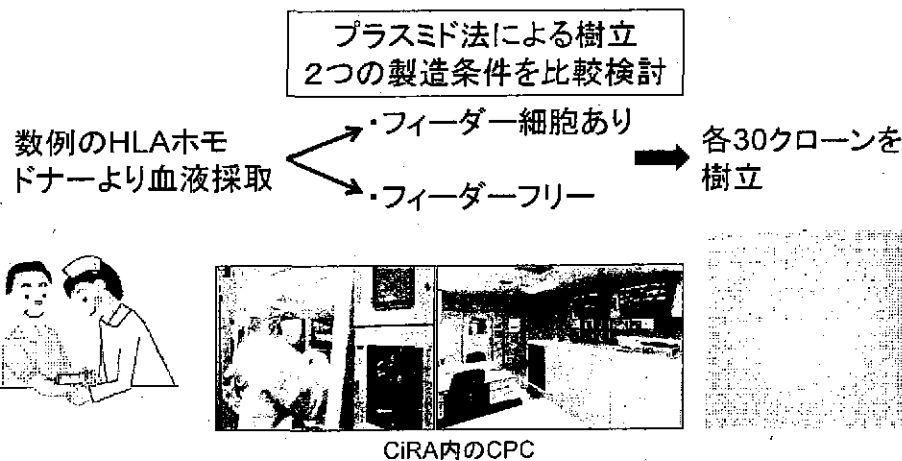 プラスミド法による樹立
2つの製造条件を比較検討
数例のHLAホモ
ドナーより血液採取
・フィーダー細胞あり
・フィーダーフリー
各30クローンを
樹立
CiRA内のCPC